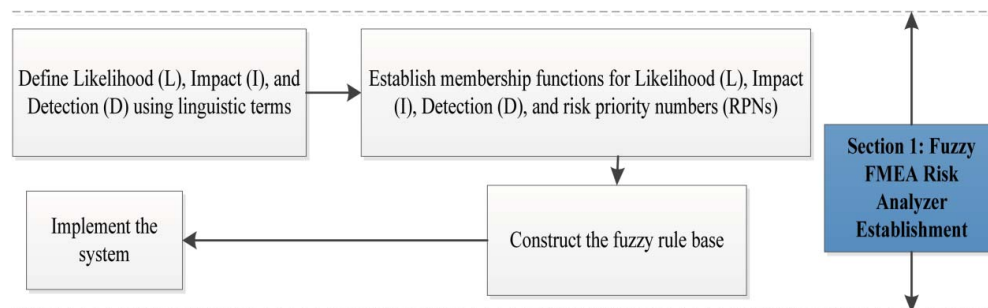 Define Likelihood (L), Impact (I), and
Detection (D) using linguistic terms
Establish membership functions for Likelihood (L), Impact
(I), Detection (D), and risk priority numbers (RPNs)
Section 1: Fuzzy
FMEA Risk
Analyzer
Establishment
Construct the fuzzy rule base
Implement the
system